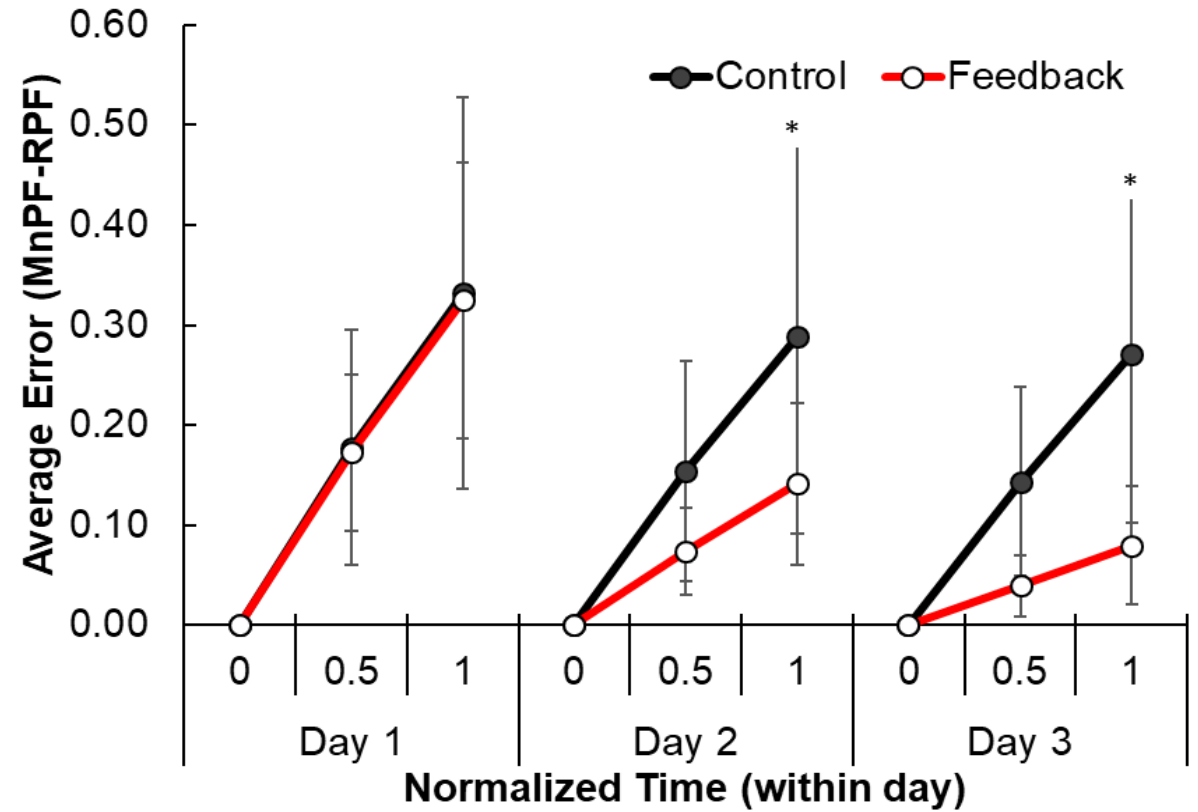 0.60
Control Feedback
0.50
*
*
0.40
0.30
0.20
0.10
0.00
Average Error (MnPF-RPF)
0 0.5 1 0 0.5 1 0 0.5 1
Day 1 Day 2 Day 3
Normalized Time (within day)